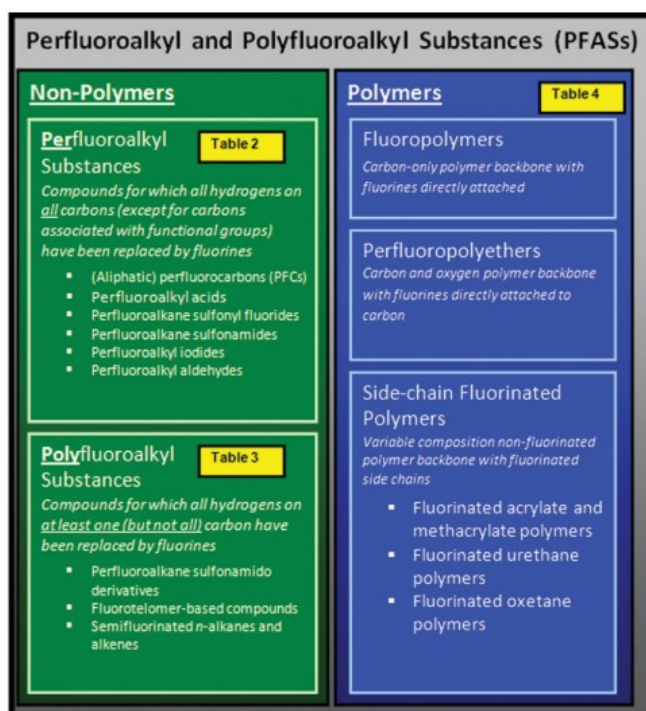 Perfluoroalkyl and Polyfluoroalkyl Substances (PFASs)
Non-Polymers
Perfluoroalkyl
Substances
Table 2
Compounds for which all hydrogens on
all carbons (except for carbons
associated with functional groups)
have been replaced by fluorines
▪ (Aliphatic) perfluorocarbons (PFCs)
▪ Perfluoroalkyl acids
▪ Perfluoroalkane sulfonyl fluorides
▪ Perfluoroalkane sulfonamides
▪ Perfluoroalkyl iodides
▪ Perfluoroalkyl aldehydes
Polyfluoroalkyl
Substances
Table 3
Compounds for which all hydrogens on
at least one (but not all) carbon have
been replaced by fluorines
▪ Perfluoroalkane sulfonamido
derivatives
▪ Fluorotelomer-based compounds
▪ Semifluorinated n-alkanes and
alkenes
Polymers
Table 4
Fluoropolymers
Carbon-only polymer backbone with
fluorines directly attached
Perfluoropolyethers
Carbon and oxygen polymer backbone
with fluorines directly attached to
carbon
Side-chain Fluorinated
Polymers
Variable composition non-fluorinated
polymer backbone with fluorinated
side chains
▪ Fluorinated acrylate and
methacrylate polymers
▪ Fluorinated urethane
polymers
▪ Fluorinated oxetane
polymers